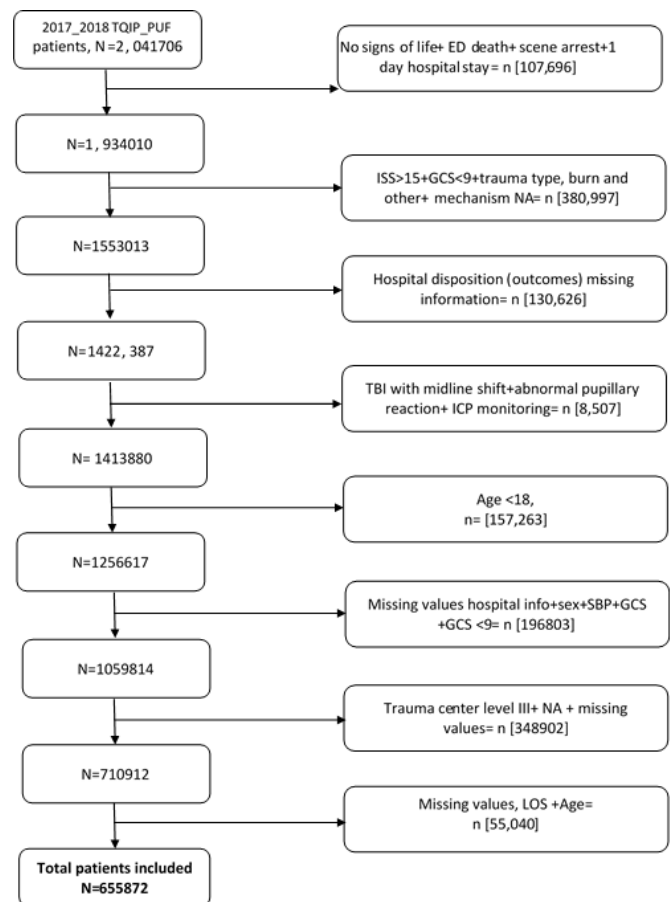 2017_2018 TQIP_PUF
patients, N =2, 041706
No signs of life+ ED death+ scene arrest+1
day hospital stay= n [107,696]
N=1, 934010
ISS>15+GCS<9+trauma type, burn and
other+ mechanism NA= n [380,997]
N=1553013
Hospital disposition (outcomes) missing
information= n [130,626]
N=1422, 387
TBI with midline shift+abnormal pupillary
reaction+ ICP monitoring= n [8,507]
N= 1413880
Age <18,
n= [157,263]
N=1256617
Missing values hospital info+sex+SBP+GCS
+GCS <9= n [196803]
N=1059814
Trauma center level III+ NA + missing
values= n [348902]
N=710912
Missing values, LOS +Age=
n [55,040]
Total patients included
N=655872